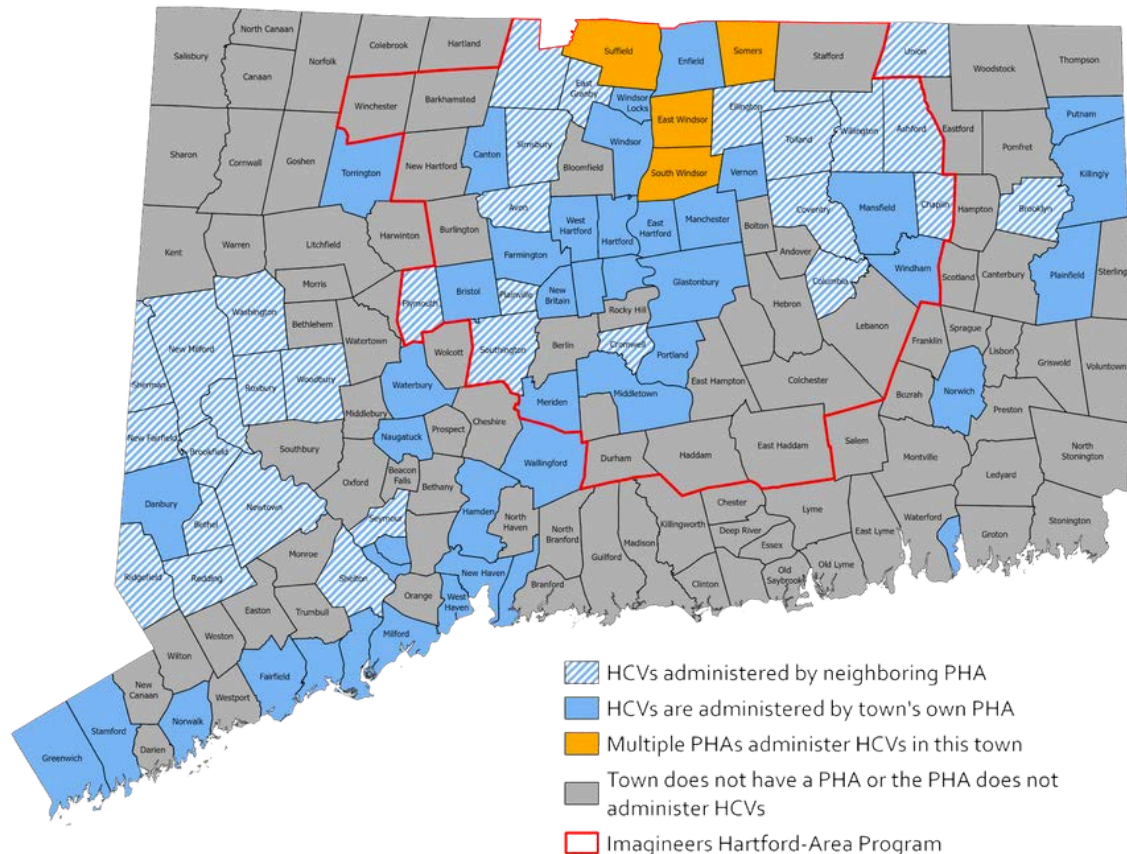 North Canaan
Colebrook
Hartland
Salisbury
Canaan
Norfolk
Suffield
Enfield
Somers
Stafford
Union
Woodstock
Thompson
Winchester
Barkhamsted
East
Granby
Windsor
Locks
East Windsor
Ellington
Tolland
Willington
Ashford
Eastford
Pomfret
Putnam
Sharon
Cornwall
Goshen
Torrington
New Hartford
Canton
Simsbury
Bloomfield
Windsor
South Windsor
Vernon
Killingly
Kent
Warren
Litchfield
Harwinton
Burlington
Avon
West
Hartford
Hartford
East
Hartford
Manchester
Bolton
Coventry
Mansfield
Chaplin
Hampton
Brooklyn
Farmington
Andover
Columbia
Windham
Scotland
Canterbury
Plainfield
Sterling
Morris
Plymouth
Bristol
Plainville
New
Britain
Glastonbury
Hebron
Washington
Bethlehem
Watertown
Wolcott
Southington
Berlin
Rocky Hill
Cromwell
Portland
Lebanon
Franklin
Sprague
Lisbon
Griswold
Voluntown
New Milford
Sherman
Roxbury
Woodbury
Waterbury
Meriden
Middletown
East Hampton
Colchester
Bozrah
Norwich
Preston
Middlebury
Naugatuck
Prospect
Cheshire
New Fairfield
Brookfield
Southbury
Oxford
Beacon
Falls
Bethany
Wallingford
Durham
Haddam
East Haddam
Salem
Montville
Ledyard
North
Stonington
Danbury
Bethel
Newtown
Seymour
Hamden
North
Haven
North
Branford
Guilford
Madison
Killingworth
Chester
Deep River
Essex
Lyme
East Lyme
Waterford
Groton
Stonington
Ridgefield
Redding
Monroe
Shelton
Orange
New Haven
West
Haven
Branford
Clinton
Old
Saybrook
Old Lyme
Easton
Trumbull
Milford
Weston
Wilton
Fairfield
New
Canaan
Westport
Norwalk
Darien
Stamford
Greenwich
HCVs administered by neighboring PHA
HCVs are administered by town's own PHA
Multiple PHAs administer HCVs in this town
Town does not have a PHA or the PHA does not
administer HCVs
Imagineers Hartford-Area Program